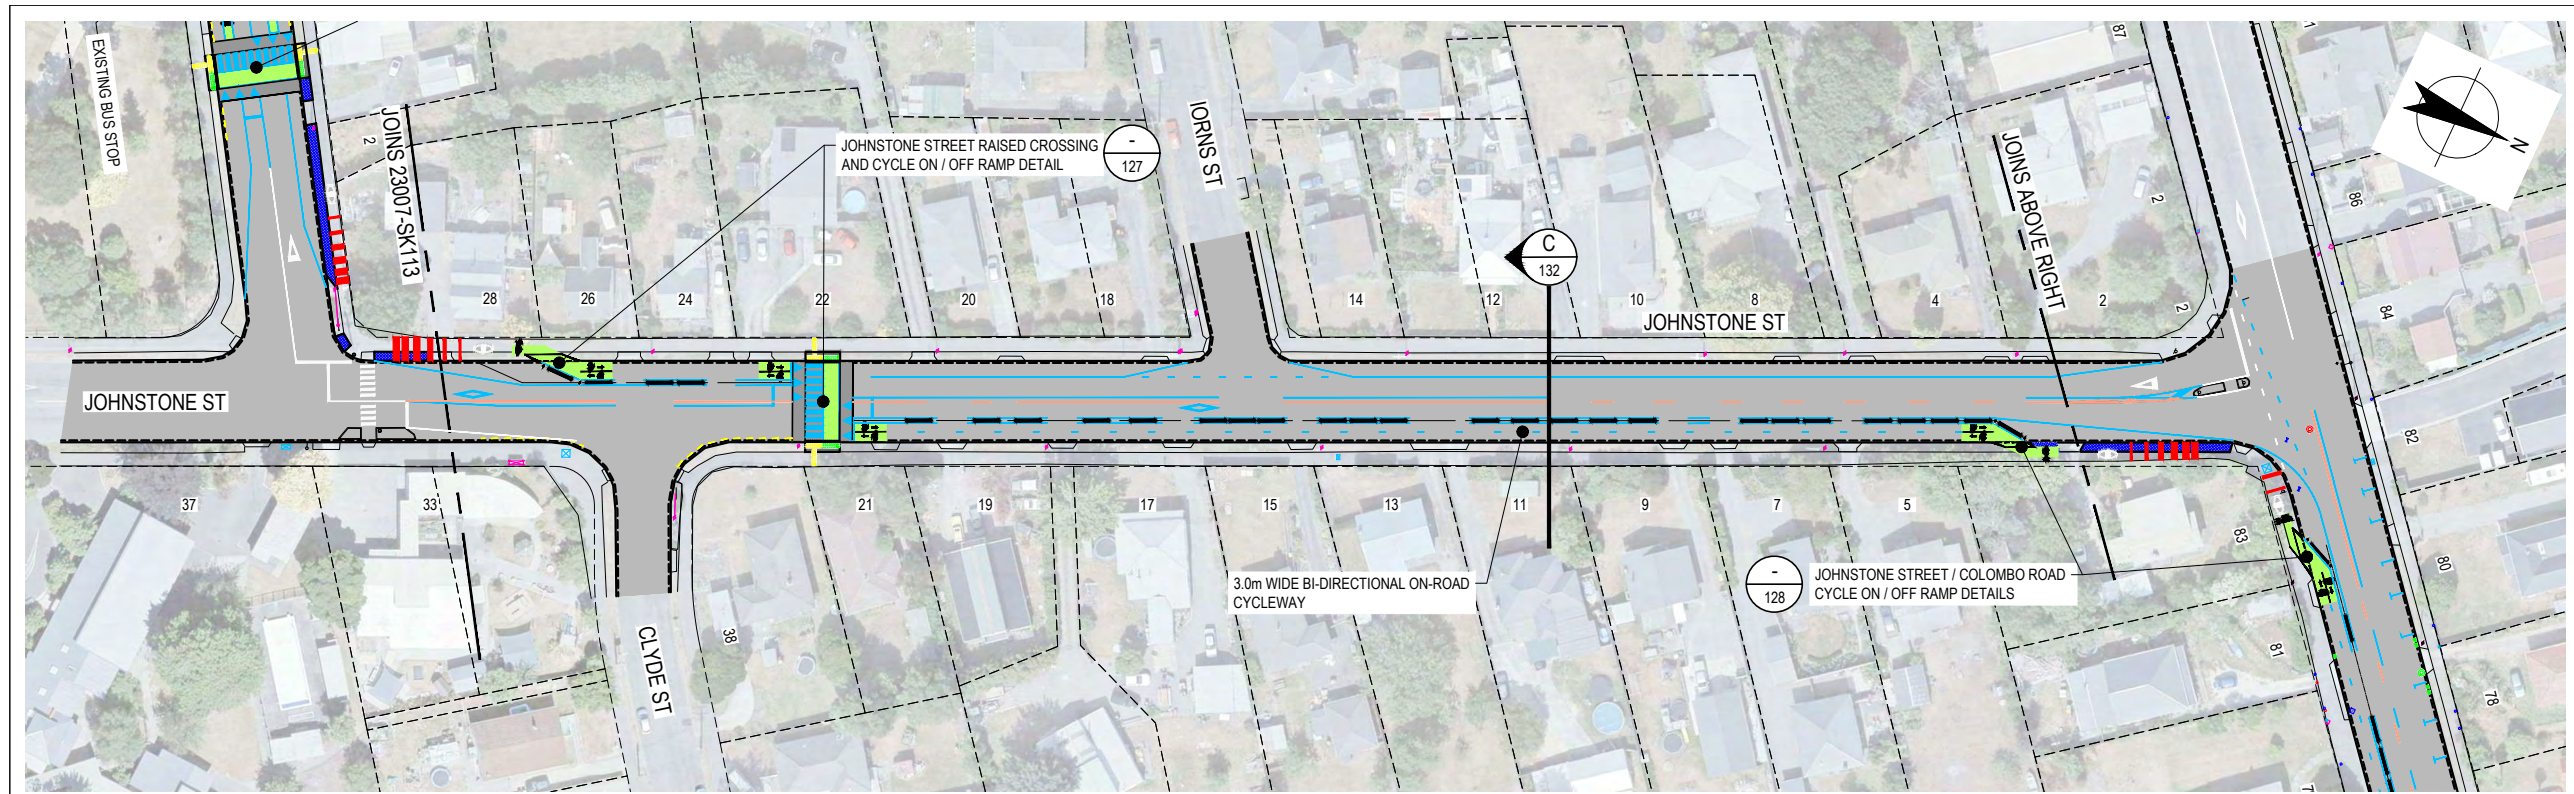 EXISTING BUS STOP
JOINS 23007-SK113
2
JOHNSTONE STREET RAISED CROSSING
AND CYCLE ON / OFF RAMP DETAIL
-
127
IORNS ST
C
132
JOINS ABOVE RIGHT
87
N
2
86
84
82
80
78
28
26
24
22
20
18
14
12
10
8
4
2
2
JOHNSTONE ST
JOHNSTONE ST
37
33
21
19
17
15
13
11
9
7
5
83
81
38
CLYDE ST
3.0m WIDE BI-DIRECTIONAL ON-ROAD
CYCLEWAY
-
128
JOHNSTONE STREET / COLOMBO ROAD
CYCLE ON / OFF RAMP DETAILS